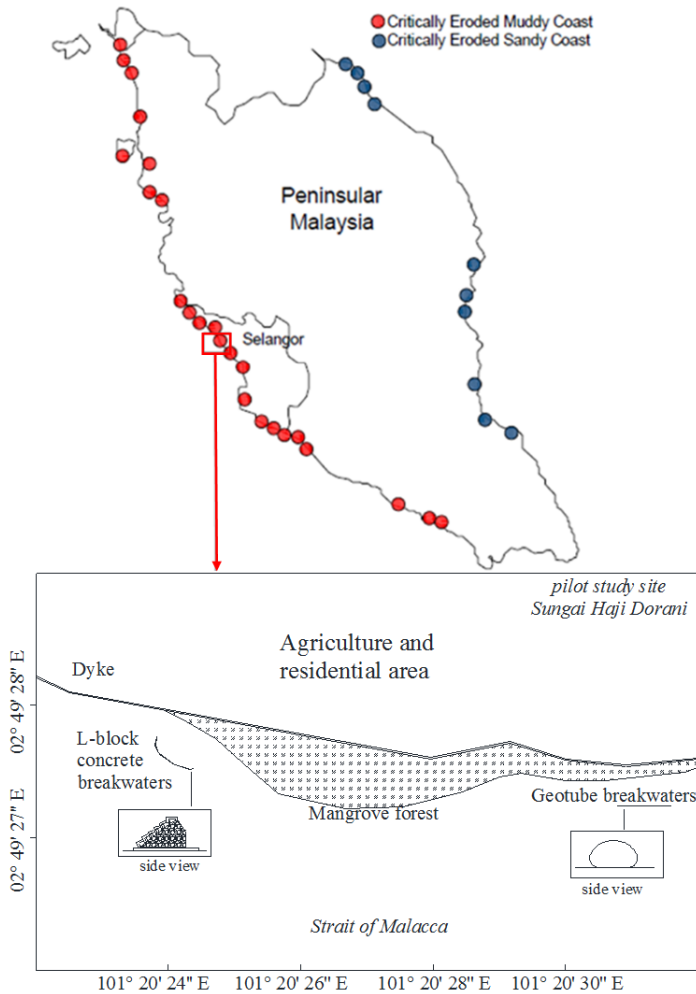 Critically Eroded Muddy Coast
Critically Eroded Sandy Coast
Peninsular
Malaysia
Selangor
pilot study site
Sungai Haji Dorani
Agriculture and
residential area
Dyke
L-block
concrete
breakwaters
side view
Mangrove forest
Geotube breakwaters
side view
Strait of Malacca
02° 49' 28" E
02° 49' 27" E
101° 20' 24" E
101° 20' 26" E
101° 20' 28" E
101° 20' 30" E